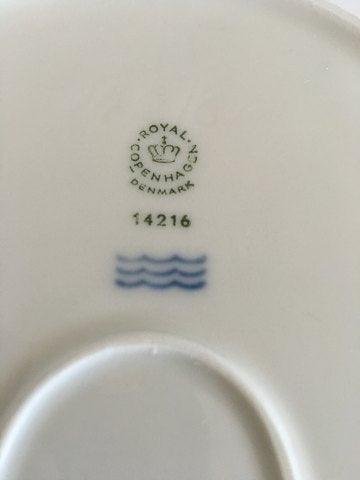 ROYAL
COPENHAGEN
DENMARK
14216